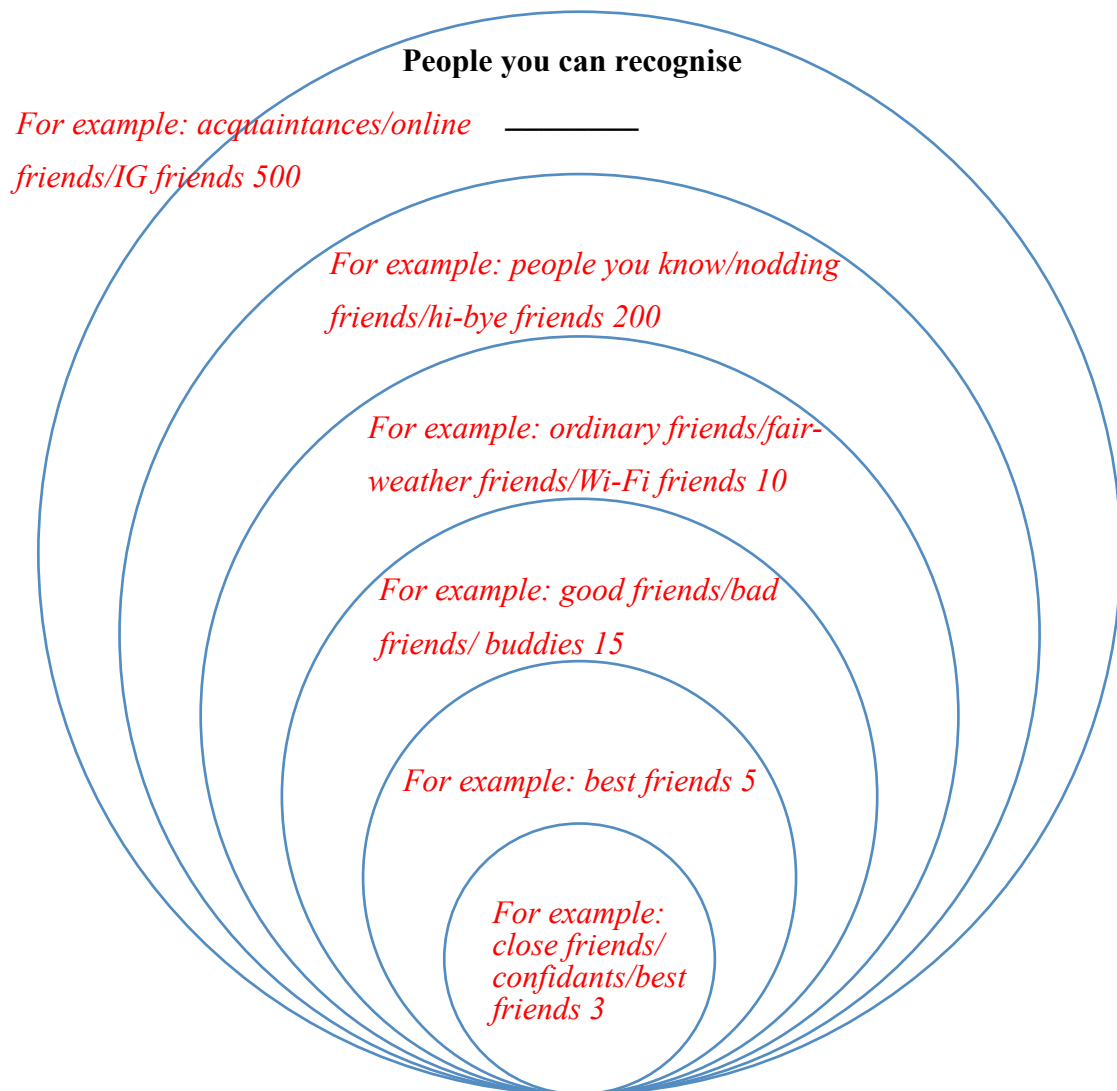 People you can recognise
For example: acquaintances/online
friends/IG friends 500
For example: people you know/nodding
friends/hi-bye friends 200
For example: ordinary friends/fair-
weather friends/Wi-Fi friends 10
For example: good friends/bad
friends/ buddies 15
For example: best friends 5
For example:
close friends/
confidants/best
friends 3